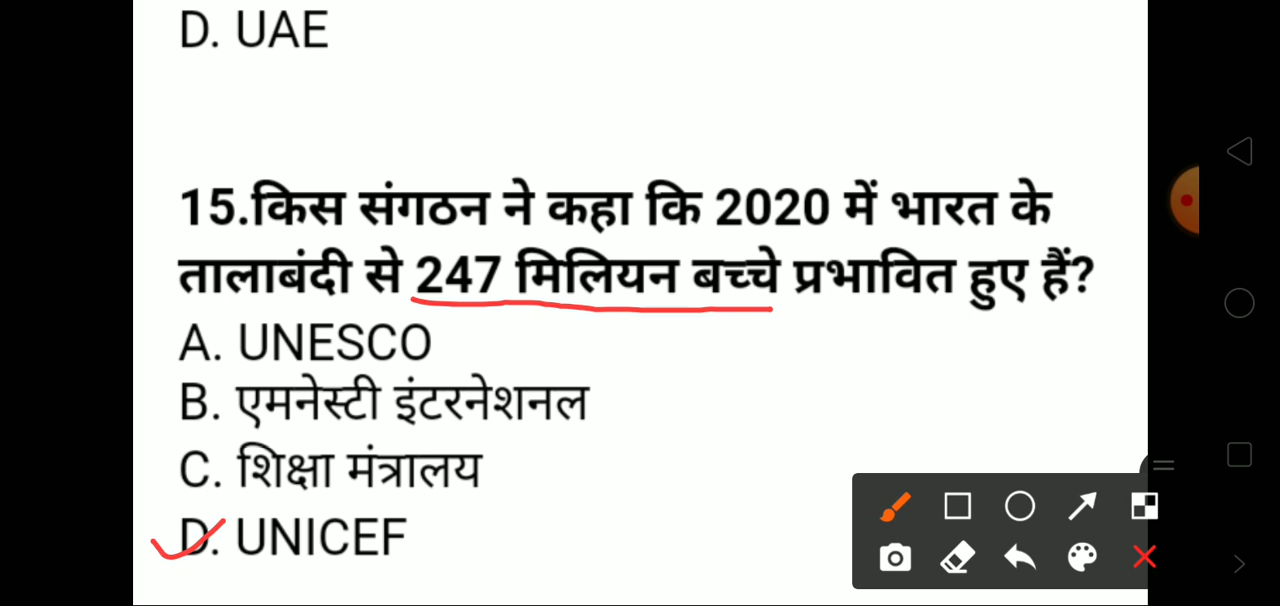 D. UAE
15.किस संगठन ने कहा कि 2020 में भारत के
तालाबंदी से 247 मिलियन बच्चे प्रभावित हुए हैं?
A. UNESCO
B. एमनेस्टी इंटरनेशनल
C. शिक्षा मंत्रालय
D. UNICEF